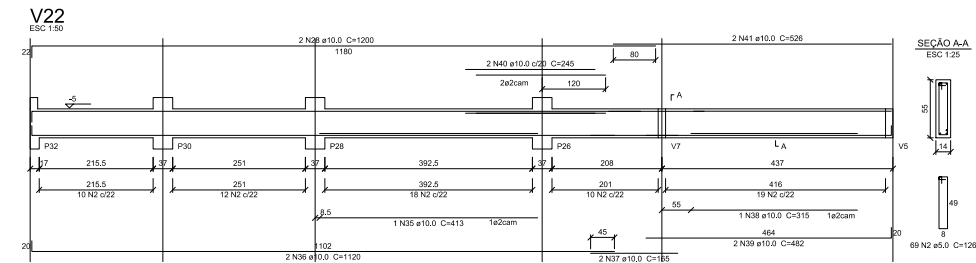 V22
ESC 1:50
2 N28 ø10.0 C=1200
22
1180
2 N41 ø10.0 C=526
80
2 N40 ø10.0 c/20 C=245
2ø2cam
120
SEÇÃO A-A
ESC 1:25
-5
A
55
14
P32
P30
P28
P26
V7
A
V5
17
215.5
37
251
37
392.5
37
208
437
215.5
10 N2 c/22
251
12 N2 c/22
392.5
18 N2 c/22
201
10 N2 c/22
416
19 N2 c/22
8.5
1 N35 ø10.0 C=413
1ø2cam
55
1 N38 ø10.0 C=315
1ø2cam
49
8
69 N2 ø5.0 C=126
20
1102
2 N36 ø10.0 C=1120
45
2 N37 ø10.0 C=165
464
20
2 N39 ø10.0 C=482